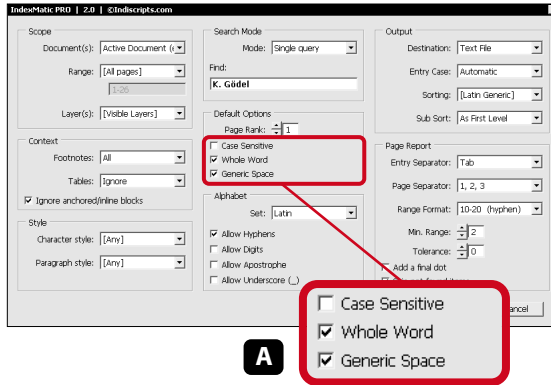 IndexMatic PRO | 2.0 | ©Indiscripts.com
Scope
Document(s): Active Document (
Range: [All pages]
1-26
Layer(s): [Visible Layers]
Context
Footnotes: All
Tables: Ignore
Ignore anchored/inline blocks
Style
Character style: [Any]
Paragraph style: [Any]
Search Mode
Mode: Single query
Find:
K. Gödel
Default Options
Page Rank: 1
Case Sensitive
Whole Word
Generic Space
Alphabet
Set: Latin
Allow Hyphens
Allow Digits
Allow Apostrophe
Allow Underscore (_)
Output
Destination: Text File
Entry Case: Automatic
Sorting: [Latin Generic]
Sub Sort: As First Level
Page Report
Entry Separator: Tab
Page Separator: 1, 2, 3
Range Format: 10-20 (hyphen)
Min. Range: 2
Tolerance: 0
Add a final dot
ancel
Case Sensitive
Whole Word
Generic Space
A